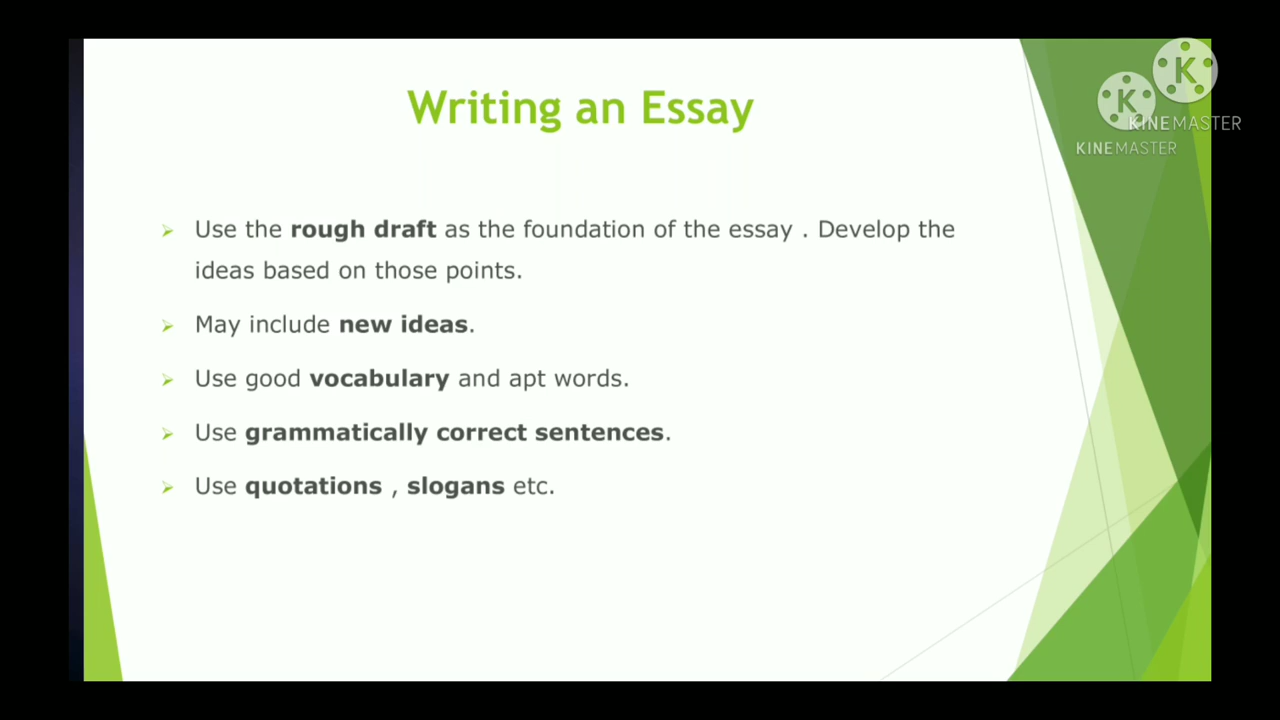 Writing an Essay
K
K
KINEMASTER
KINEMASTER
Use the rough draft as the foundation of the essay . Develop the
ideas based on those points.
May include new ideas.
Use good vocabulary and apt words.
Use grammatically correct sentences.
Use quotations , slogans etc.